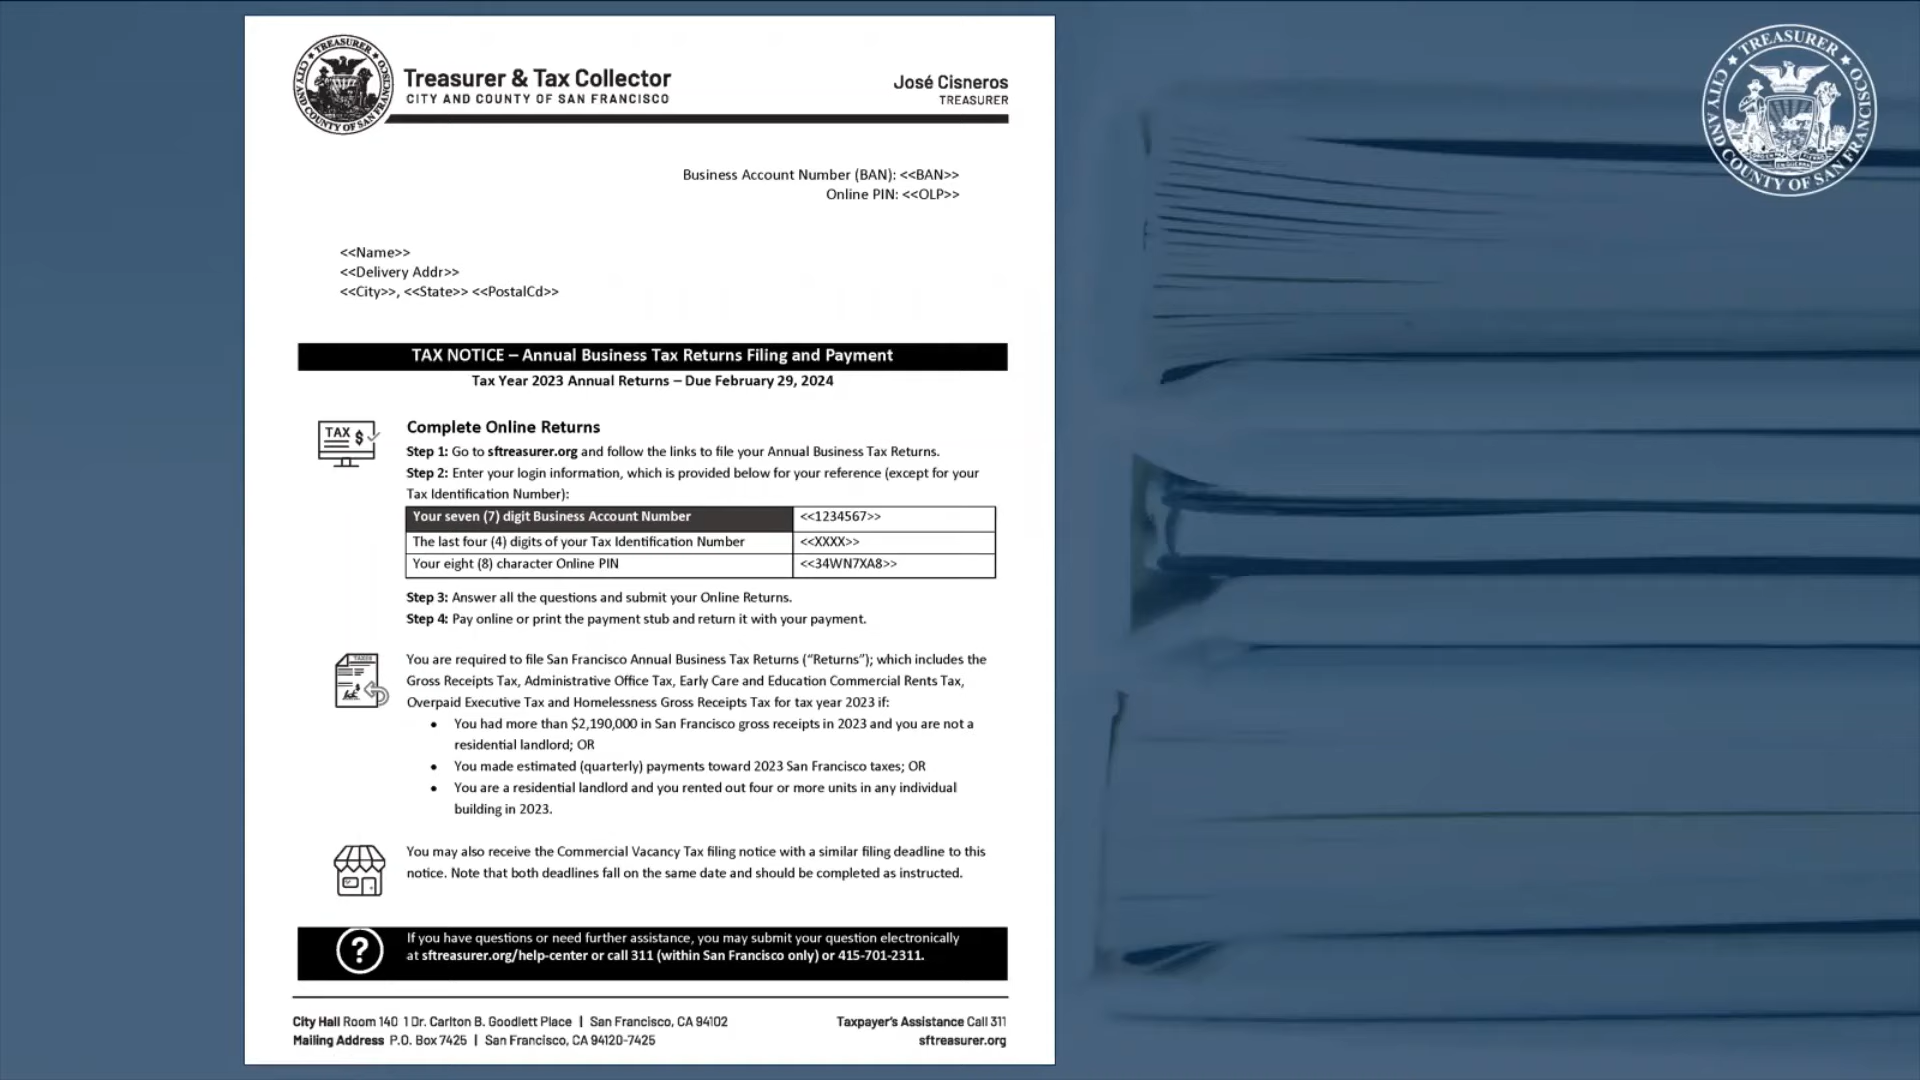 TREASURER
CITY AND COUNTY OF SAN FRANCISCO
Treasurer & Tax Collector
CITY AND COUNTY OF SAN FRANCISCO
José Cisneros
TREASURER
TREASURER
CITY AND COUNTY OF SAN FRANCISCO
Business Account Number (BAN): <<BAN>>
Online PIN: <<OLP>>
<<Name>>
<<Delivery Addr>>
<<City>>, <<State>> <<PostalCd>>
TAX NOTICE – Annual Business Tax Returns Filing and Payment
Tax Year 2023 Annual Returns – Due February 29, 2024
TAX $
Complete Online Returns
Step 1: Go to sftreasurer.org and follow the links to file your Annual Business Tax Returns.
Step 2: Enter your login information, which is provided below for your reference (except for your
Tax Identification Number):
Your seven (7) digit Business Account Number <<1234567>>
The last four (4) digits of your Tax Identification Number <<XXXX>>
Your eight (8) character Online PIN <<34WN7XA8>>
Step 3: Answer all the questions and submit your Online Returns.
Step 4: Pay online or print the payment stub and return it with your payment.
TAXES
You are required to file San Francisco Annual Business Tax Returns (“Returns”); which includes the
Gross Receipts Tax, Administrative Office Tax, Early Care and Education Commercial Rents Tax,
Overpaid Executive Tax and Homelessness Gross Receipts Tax for tax year 2023 if:
• You had more than $2,190,000 in San Francisco gross receipts in 2023 and you are not a
residential landlord; OR
• You made estimated (quarterly) payments toward 2023 San Francisco taxes; OR
• You are a residential landlord and you rented out four or more units in any individual
building in 2023.
You may also receive the Commercial Vacancy Tax filing notice with a similar filing deadline to this
notice. Note that both deadlines fall on the same date and should be completed as instructed.
?
If you have questions or need further assistance, you may submit your question electronically
at sftreasurer.org/help-center or call 311 (within San Francisco only) or 415-701-2311.
City Hall Room 140 1 Dr. Carlton B. Goodlett Place | San Francisco, CA 94102
Mailing Address P.O. Box 7425 | San Francisco, CA 94120-7425
Taxpayer's Assistance Call 311
sftreasurer.org